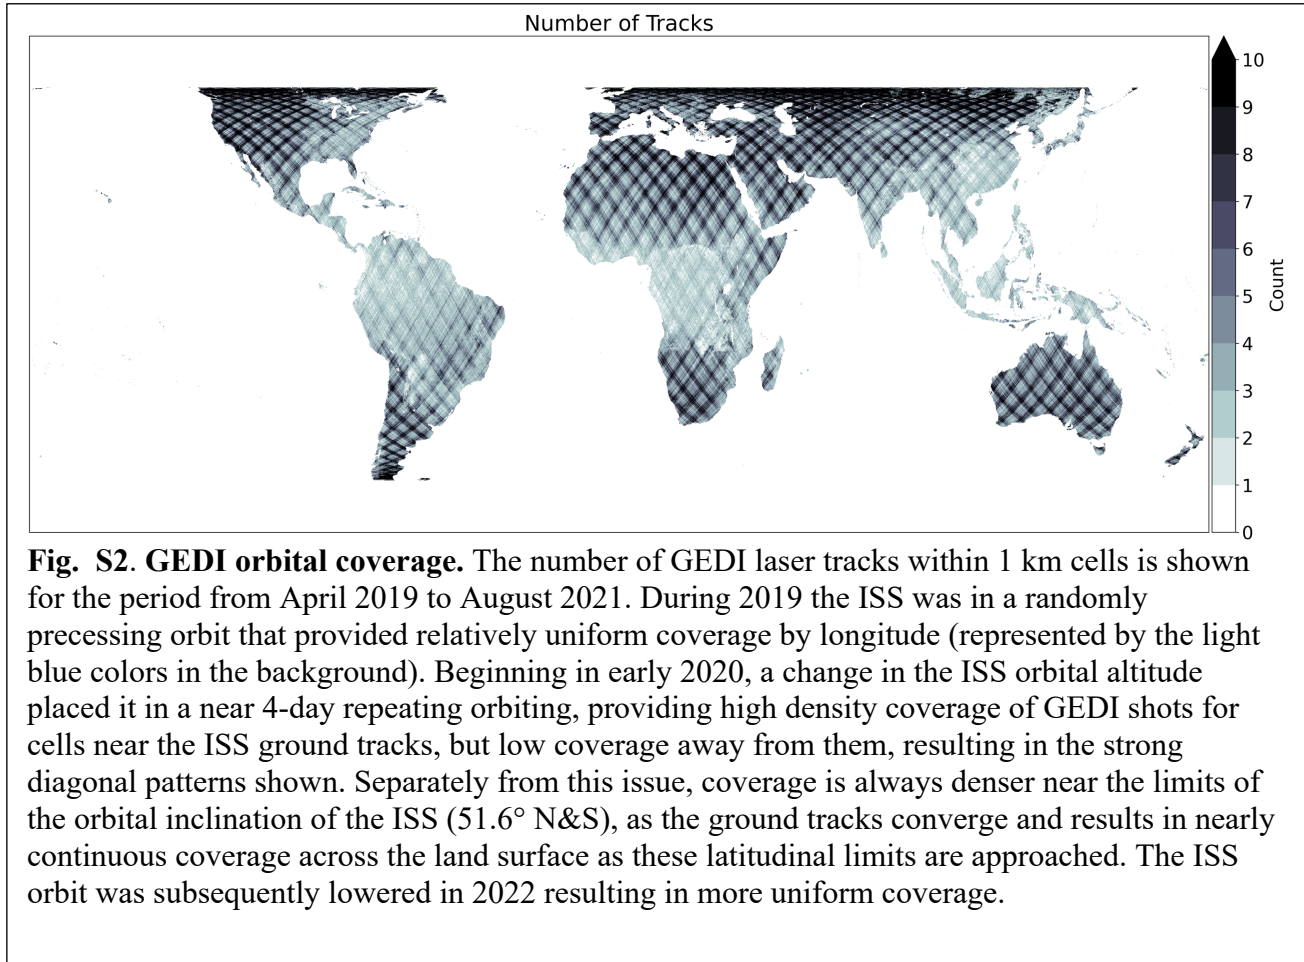 Number of Tracks
10
9
8
7
6
5
4
3
2
1
0
Count
Fig. S2. GEDI orbital coverage. The number of GEDI laser tracks within 1 km cells is shown
for the period from April 2019 to August 2021. During 2019 the ISS was in a randomly
precessing orbit that provided relatively uniform coverage by longitude (represented by the light
blue colors in the background). Beginning in early 2020, a change in the ISS orbital altitude
placed it in a near 4-day repeating orbiting, providing high density coverage of GEDI shots for
cells near the ISS ground tracks, but low coverage away from them, resulting in the strong
diagonal patterns shown. Separately from this issue, coverage is always denser near the limits of
the orbital inclination of the ISS (51.6° N&S), as the ground tracks converge and results in nearly
continuous coverage across the land surface as these latitudinal limits are approached. The ISS
orbit was subsequently lowered in 2022 resulting in more uniform coverage.